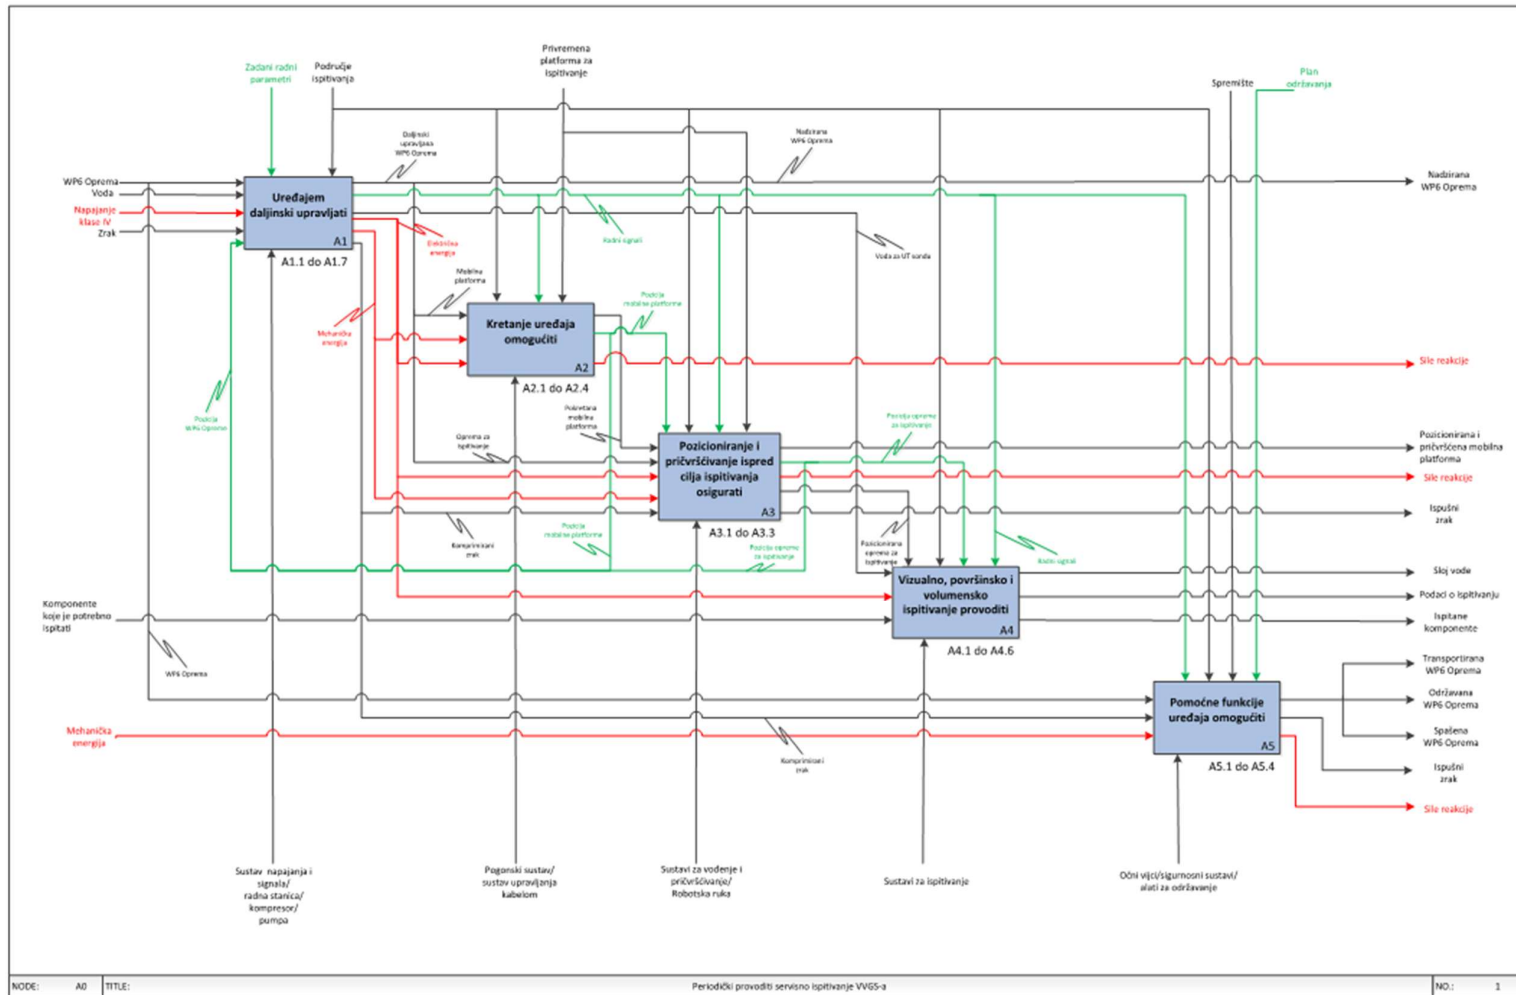 Zadani radni
parametri
Područje
ispitivanja
Privremena
platforma za
ispitivanje
Spremište
Plan
održavanja
Daljinski
upravljana
WP6 Oprema
Nadzirana
WP6 Oprema
WP6 Oprema
Voda
Napajanje
klase IV
Zrak
Uređajem
daljinski upravljati
A1
A1.1 do A1.7
Nadzirana
WP6 Oprema
Električna
energija
Radni signali
Voda za UT sonde
Mobilna
platforma
Pozicija
mobilne platforme
Mehanička
energija
Kretanje uređaja
omogućiti
A2
A2.1 do A2.4
Sile reakcije
Pozicija
WP6 Opreme
Pokretana
mobilna
platforma
Oprema za
ispitivanje
Pozicija opreme
za ispitivanje
Pozicioniranje i
pričvršćivanje ispred
cilja ispitivanja
osigurati
A3
A3.1 do A3.3
Pozicionirana i
pričvršćena mobilna
platforma
Sile reakcije
Ispušni
zrak
Komprimirani
zrak
Pozicija
mobilne platforme
Pozicija opreme
za ispitivanje
Pozicionirana
oprema za
ispitivanje
Radni signali
Vizualno, površinsko i
volumensko
ispitivanje provoditi
A4
A4.1 do A4.6
Sloj vode
Podaci o ispitivanju
Ispitane
komponente
Komponente
koje je potrebno
ispitati
WP6 Oprema
Transportirana
WP6 Oprema
Održavana
WP6 Oprema
Spašena
WP6 Oprema
Pomoćne funkcije
uređaja omogućiti
A5
A5.1 do A5.4
Mehanička
energija
Komprimirani
zrak
Ispušni
zrak
Sile reakcije
Sustav napajanja i
signala/
radna stanica/
kompresor/
pumpa
Pogonski sustav/
sustav upravljanja
kabelom
Sustavi za vođenje i
pričvršćivanje/
Robotska ruka
Sustavi za ispitivanje
Očni vijci/sigurnosni sustavi/
alati za održavanje
NODE: A0 TITLE: Periodički provoditi servisno ispitivanje VVGS-a NO.: 1